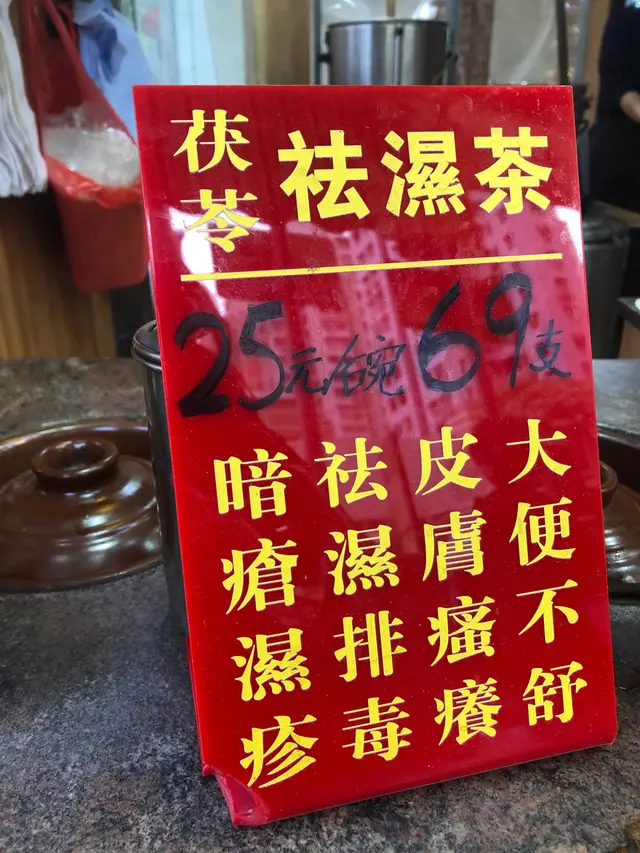 茯苓
祛濕茶
25元碗 69支
大便不舒
皮膚瘙癢
祛濕排毒
暗瘡濕疹